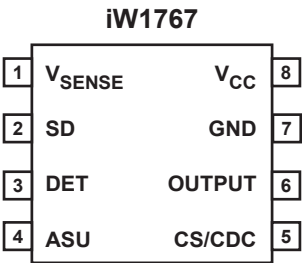 iW1767
1 VSENSE VCC 8
2 SD GND 7
3 DET OUTPUT 6
4 ASU CS/CDC 5